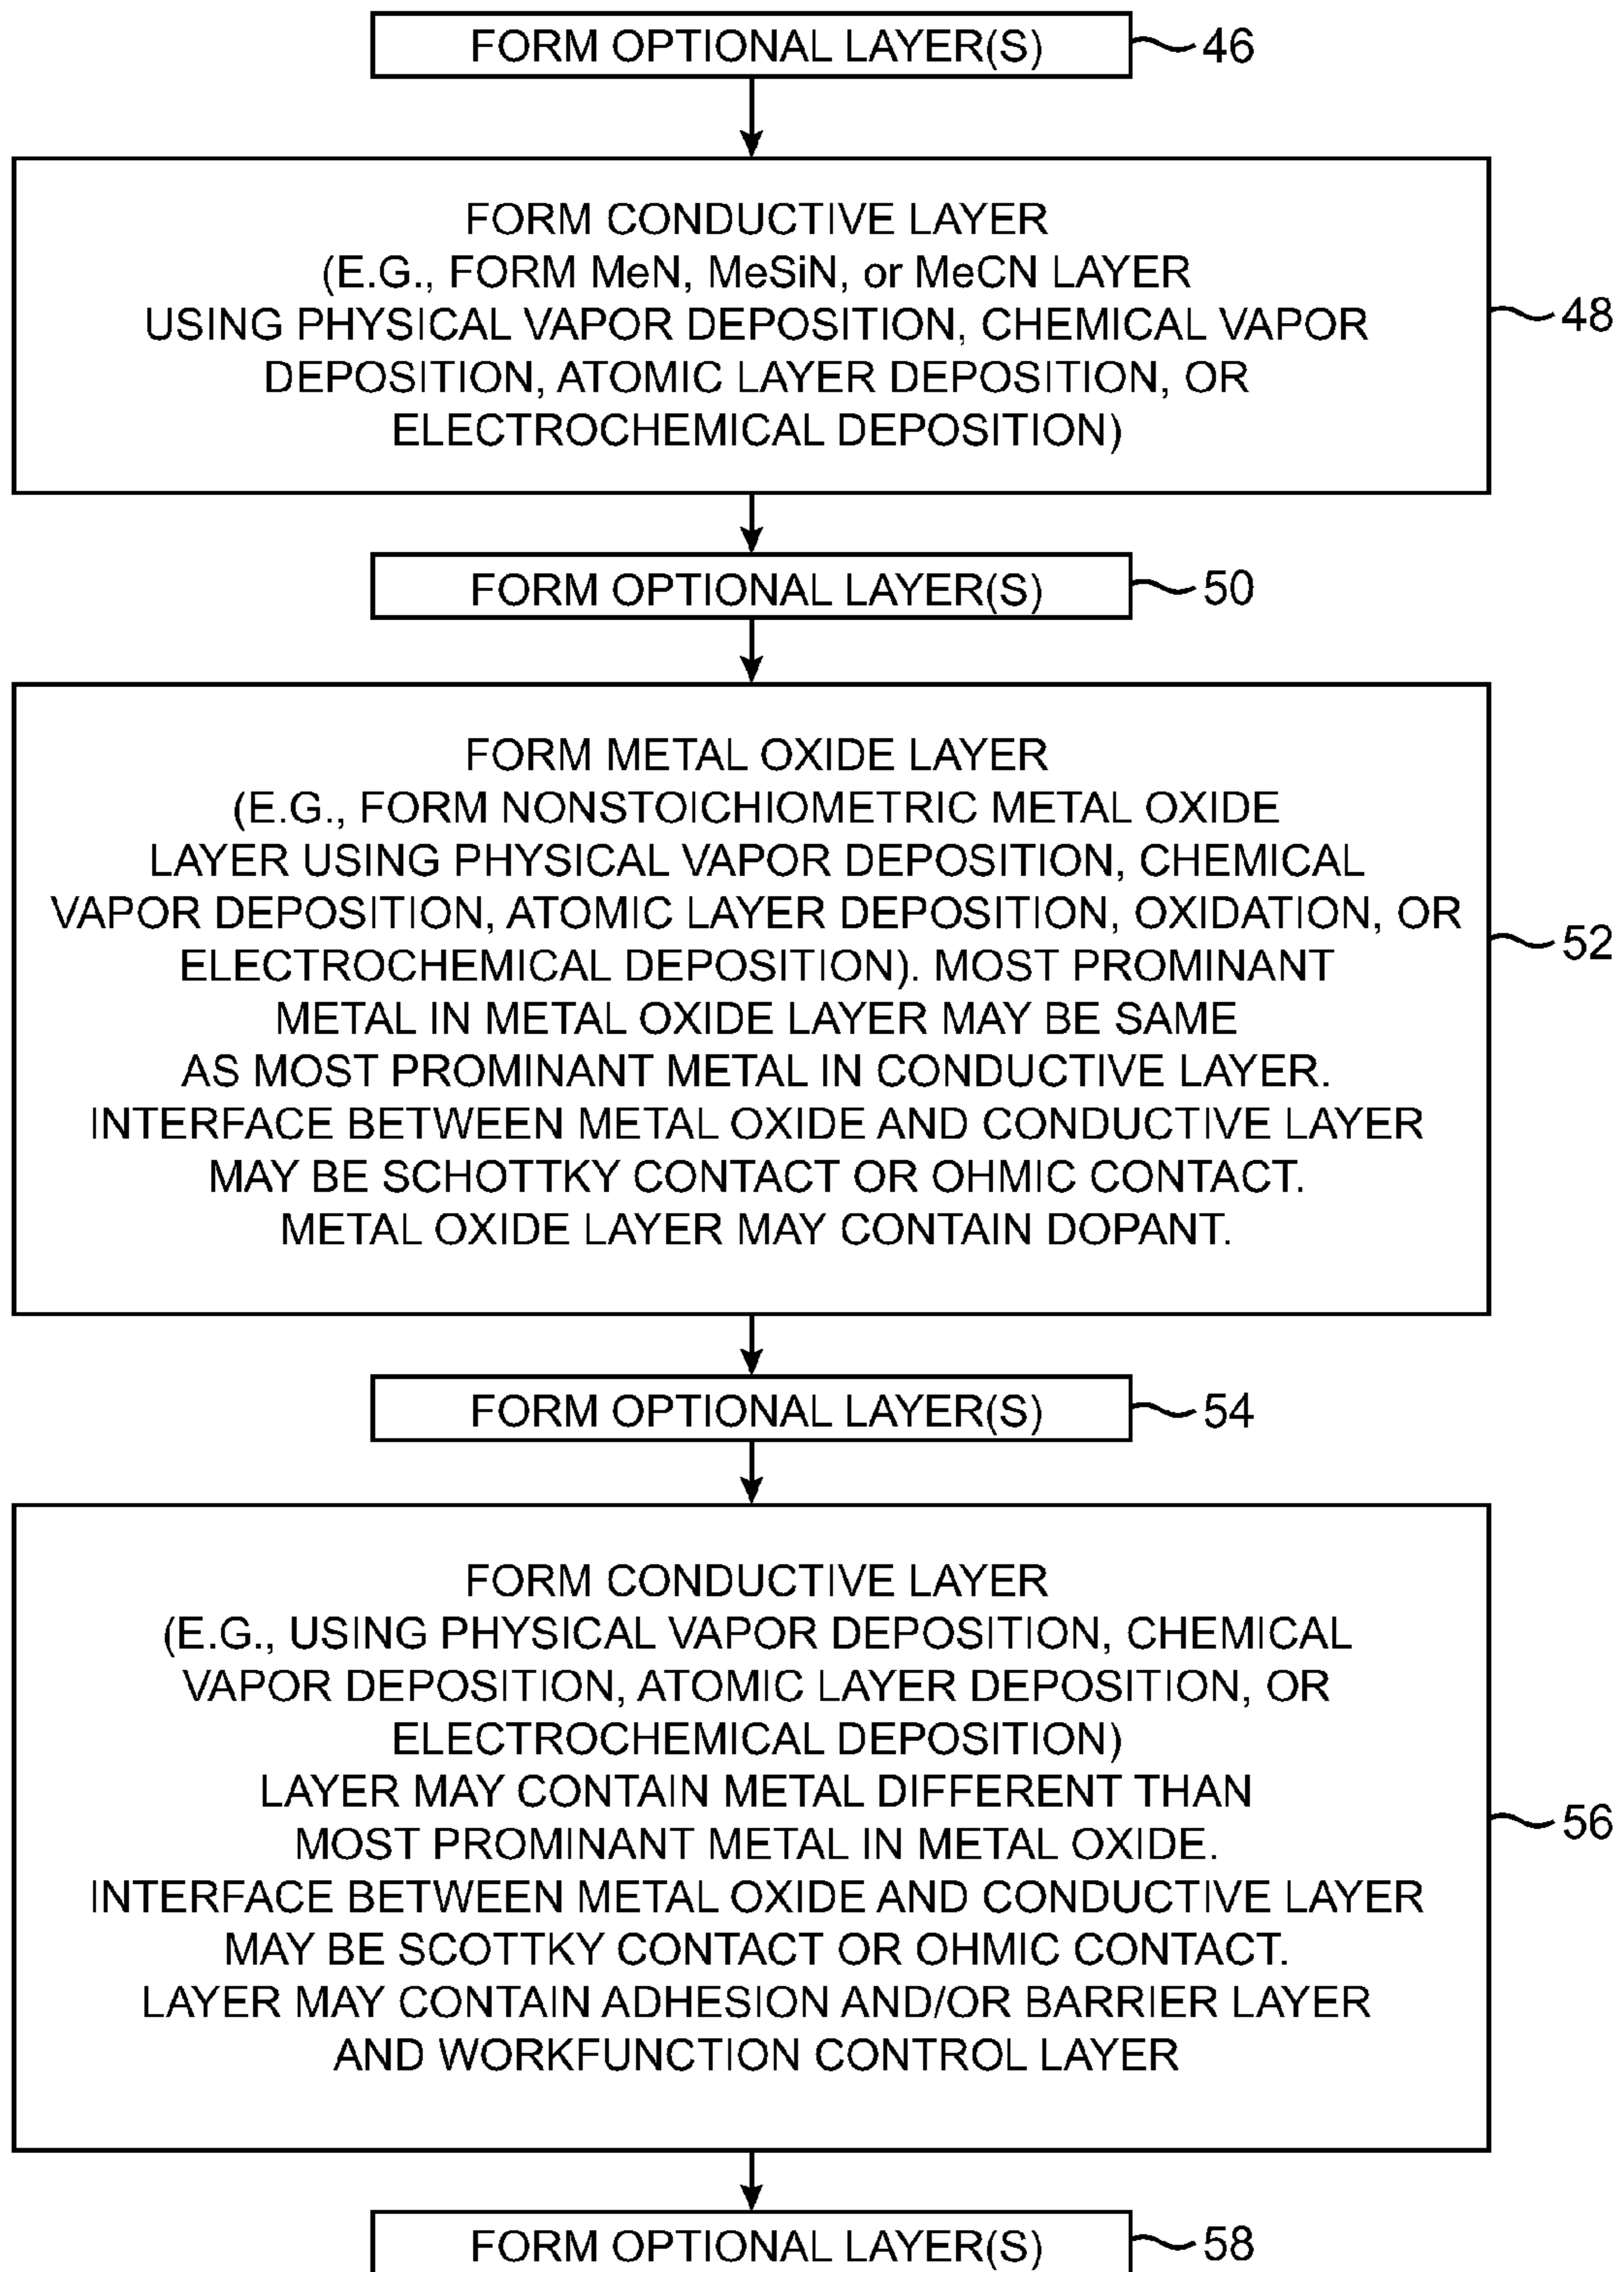 FORM OPTIONAL LAYER(S)
46
FORM CONDUCTIVE LAYER
(E.G., FORM MeN, MeSiN, or MeCN LAYER
USING PHYSICAL VAPOR DEPOSITION, CHEMICAL VAPOR
DEPOSITION, ATOMIC LAYER DEPOSITION, OR
ELECTROCHEMICAL DEPOSITION)
48
FORM OPTIONAL LAYER(S)
50
FORM METAL OXIDE LAYER
(E.G., FORM NONSTOICHIOMETRIC METAL OXIDE
LAYER USING PHYSICAL VAPOR DEPOSITION, CHEMICAL
VAPOR DEPOSITION, ATOMIC LAYER DEPOSITION, OXIDATION, OR
ELECTROCHEMICAL DEPOSITION). MOST PROMINANT
METAL IN METAL OXIDE LAYER MAY BE SAME
AS MOST PROMINANT METAL IN CONDUCTIVE LAYER.
INTERFACE BETWEEN METAL OXIDE AND CONDUCTIVE LAYER
MAY BE SCHOTTKY CONTACT OR OHMIC CONTACT.
METAL OXIDE LAYER MAY CONTAIN DOPANT.
52
FORM OPTIONAL LAYER(S)
54
FORM CONDUCTIVE LAYER
(E.G., USING PHYSICAL VAPOR DEPOSITION, CHEMICAL
VAPOR DEPOSITION, ATOMIC LAYER DEPOSITION, OR
ELECTROCHEMICAL DEPOSITION)
LAYER MAY CONTAIN METAL DIFFERENT THAN
MOST PROMINANT METAL IN METAL OXIDE.
INTERFACE BETWEEN METAL OXIDE AND CONDUCTIVE LAYER
MAY BE SCOTTKY CONTACT OR OHMIC CONTACT.
LAYER MAY CONTAIN ADHESION AND/OR BARRIER LAYER
AND WORKFUNCTION CONTROL LAYER
56
FORM OPTIONAL LAYER(S)
58